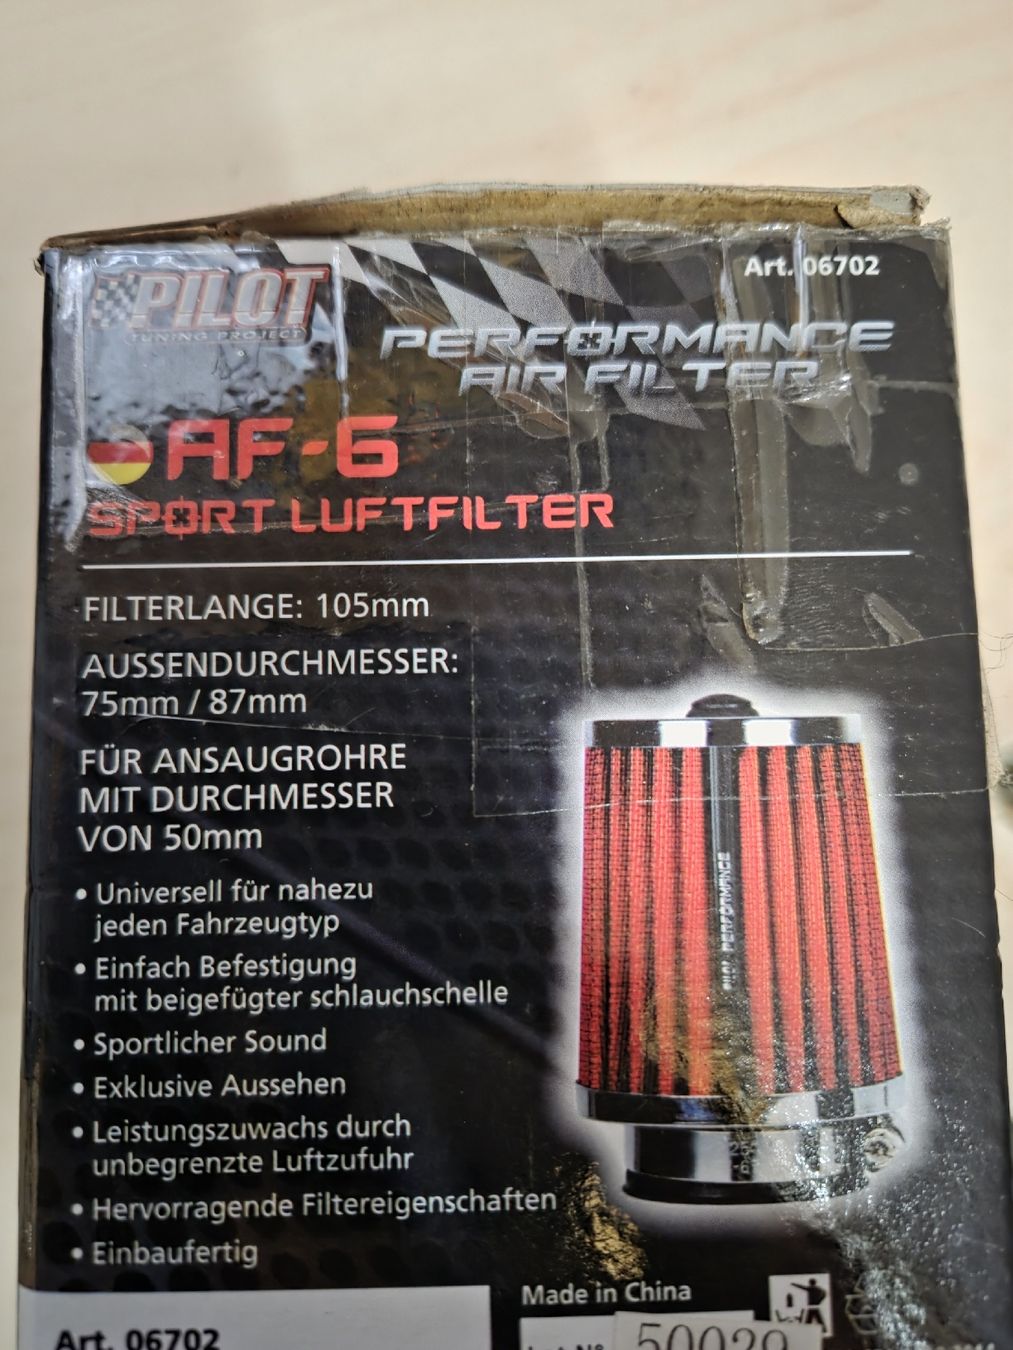 Art. 06702
PILOT
TUNING PROJECT
PERFORMANCE
AIR FILTER
AF-6
SPORT LUFTFILTER
FILTERLANGE: 105mm
AUSSENDURCHMESSER:
75mm / 87mm
FÜR ANSAUGROHRE
MIT DURCHMESSER
VON 50mm
• Universell für nahezu
jeden Fahrzeugtyp
• Einfach Befestigung
mit beigefügter schlauchschelle
• Sportlicher Sound
• Exklusive Aussehen
• Leistungszuwachs durch
unbegrenzte Luftzufuhr
• Hervorragende Filtereigenschaften
• Einbaufertig
PERFORMANCE
Made in China
Art. 06702
50029